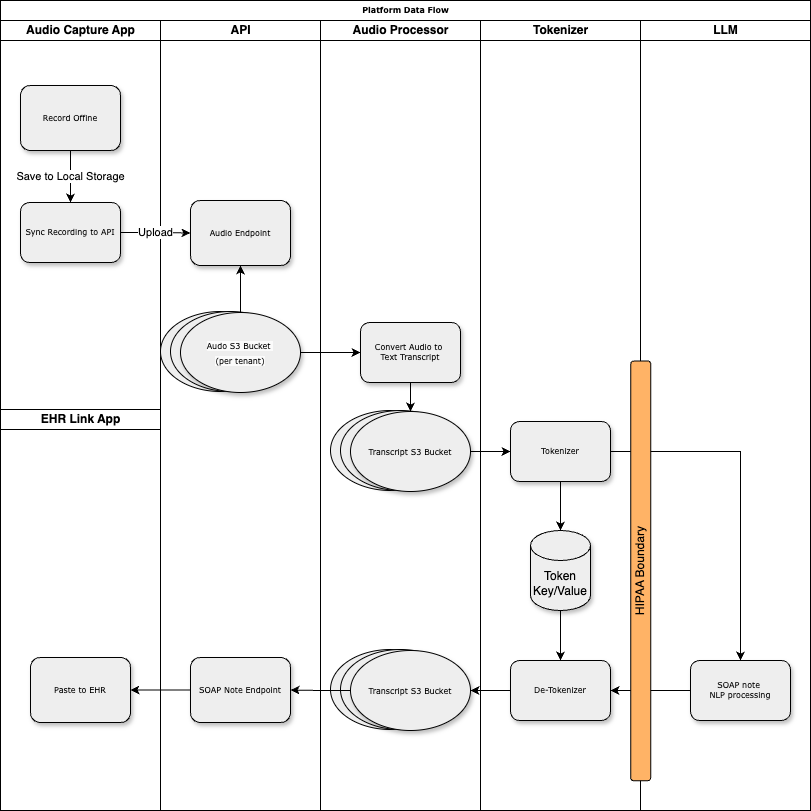 Platform Data Flow
Audio Capture App
API
Audio Processor
Tokenizer
LLM
Record Offine
Save to Local Storage
Sync Recording to API
Upload
Audio Endpoint
Audo S3 Bucket
(per tenant)
Convert Audio to
Text Transcript
EHR Link App
Transcript S3 Bucket
Tokenizer
Token
Key/Value
HIPAA Boundary
Paste to EHR
SOAP Note Endpoint
Transcript S3 Bucket
De-Tokenizer
SOAP note
NLP processing